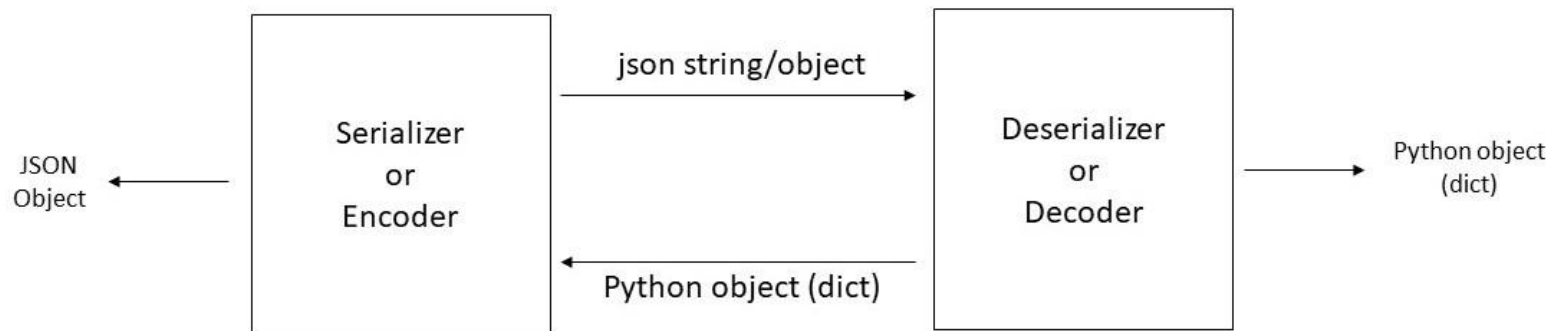 JSON
Object
Serializer
or
Encoder
json string/object
Python object (dict)
Deserializer
or
Decoder
Python object
(dict)